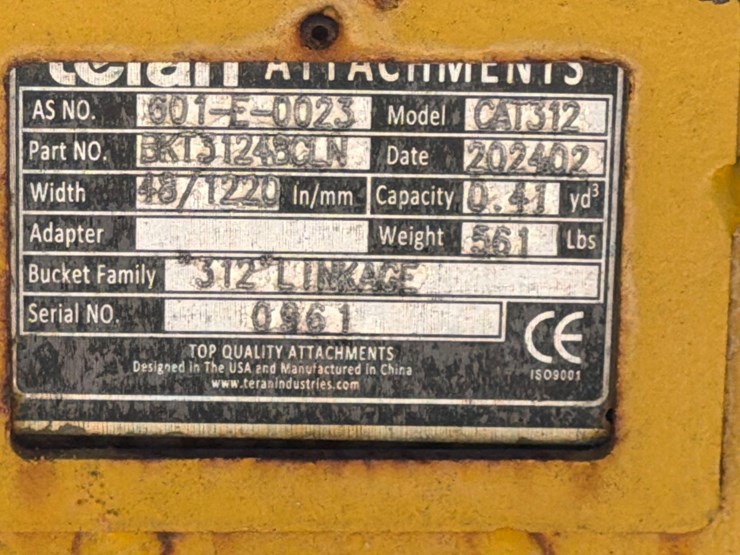 teran ATTACHMENTS
AS NO. 601-E-0023 Model CAT312
Part NO. BKT31248CLN Date 202402
Width 48/1220 In/mm Capacity 0.41 yd³
Adapter Weight 561 Lbs
Bucket Family "312"LINKAGE
Serial NO. 0961
CE
ISO9001
TOP QUALITY ATTACHMENTS
Designed in The USA and Manufactured in China
www.teranindustries.com